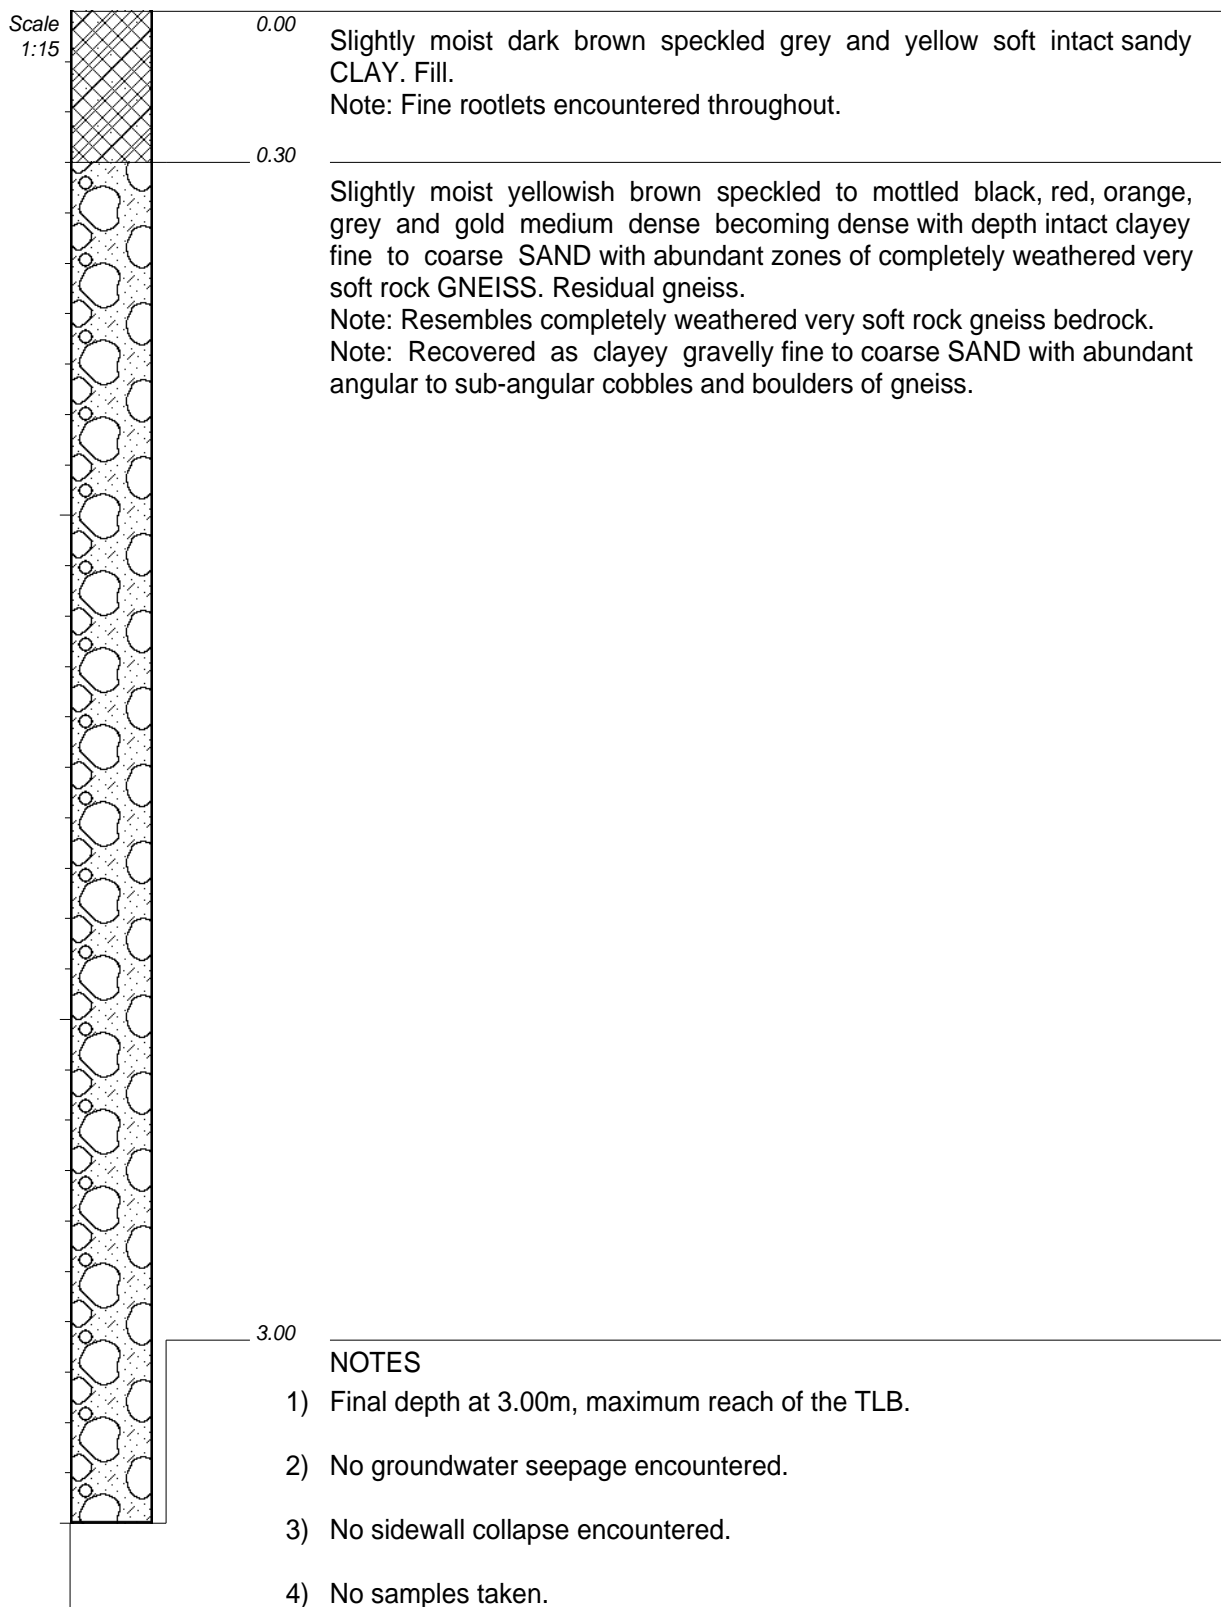 Scale
1:15
0.00
Slightly moist dark brown speckled grey and yellow soft intact sandy
CLAY. Fill.
Note: Fine rootlets encountered throughout.
0.30
Slightly moist yellowish brown speckled to mottled black, red, orange,
grey and gold medium dense becoming dense with depth intact clayey
fine to coarse SAND with abundant zones of completely weathered very
soft rock GNEISS. Residual gneiss.
Note: Resembles completely weathered very soft rock gneiss bedrock.
Note: Recovered as clayey gravelly fine to coarse SAND with abundant
angular to sub-angular cobbles and boulders of gneiss.
3.00
NOTES
1) Final depth at 3.00m, maximum reach of the TLB.
2) No groundwater seepage encountered.
3) No sidewall collapse encountered.
4) No samples taken.